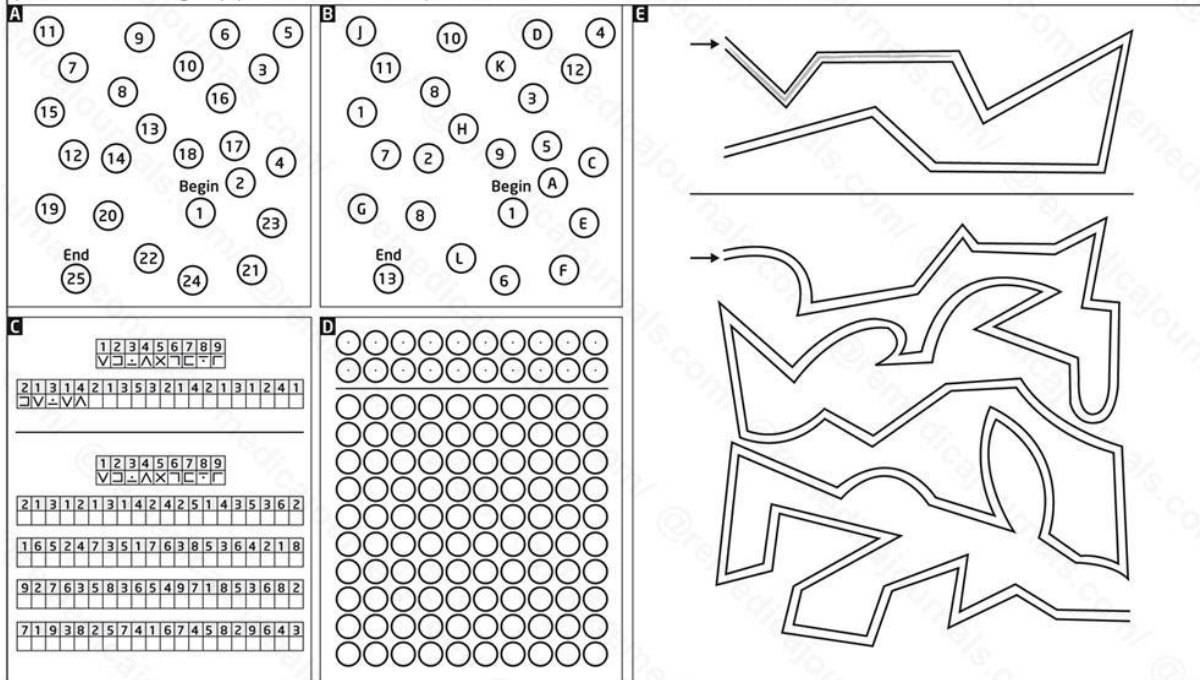 A
11 9 6 5
7 10 3
8 16
15 13
12 14 18 17 4
Begin 2
19 20 1 23
End 22 21
25 24
B
J 10 D 4
11 K 12
8 3
1 H
7 2 9 5 C
Begin A
G 8 1 E
End L F
13 6
C
1 2 3 4 5 6 7 8 9
2 1 3 1 4 2 1 3 5 3 2 1 4 2 1 3 1 2 4 1
1 2 3 4 5 6 7 8 9
2 1 3 1 2 1 3 1 4 2 4 2 5 1 4 3 5 3 6 2
1 6 5 2 4 7 3 5 1 7 6 3 8 5 3 6 4 2 1 8
9 2 7 6 3 5 8 3 6 5 4 9 7 1 8 5 3 6 8 2
7 1 9 3 8 2 5 7 4 1 6 7 4 5 8 2 9 6 4 3
D
E
@remedicajournals.com/